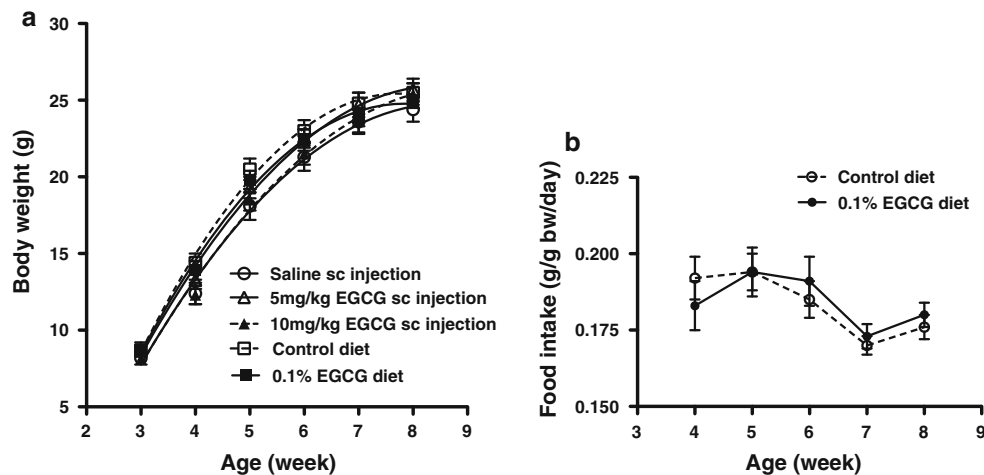 a
30
25
20
15
10
5
Body weight (g)
2 3 4 5 6 7 8 9
Age (week)
Saline sc injection
5mg/kg EGCG sc injection
10mg/kg EGCG sc injection
Control diet
0.1% EGCG diet
b
0.225
0.200
0.175
0.150
Food intake (g/g bw/day)
3 4 5 6 7 8 9
Age (week)
Control diet
0.1% EGCG diet